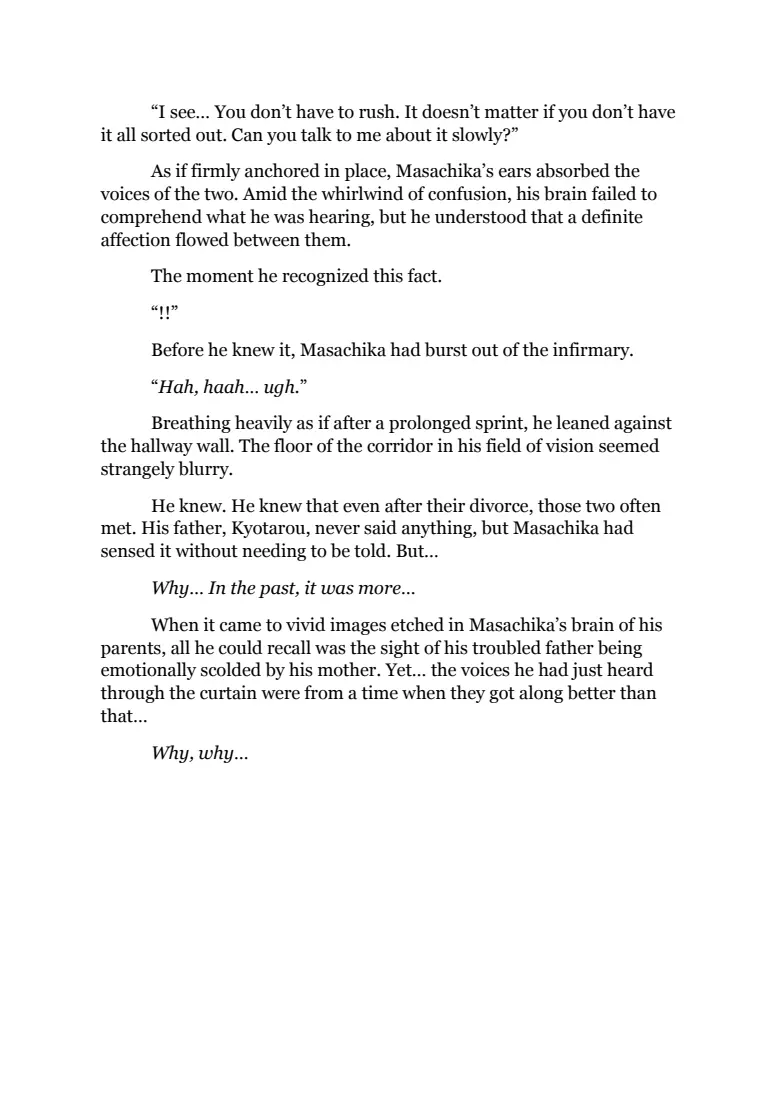 “I see... You don’t have to rush. It doesn’t matter if you don’t have
it all sorted out. Can you talk to me about it slowly?”
As if firmly anchored in place, Masachika’s ears absorbed the
voices of the two. Amid the whirlwind of confusion, his brain failed to
comprehend what he was hearing, but he understood that a definite
affection flowed between them.
The moment he recognized this fact.
“!!”
Before he knew it, Masachika had burst out of the infirmary.
“Hah, haah... ugh.”
Breathing heavily as if after a prolonged sprint, he leaned against
the hallway wall. The floor of the corridor in his field of vision seemed
strangely blurry.
He knew. He knew that even after their divorce, those two often
met. His father, Kyotarou, never said anything, but Masachika had
sensed it without needing to be told. But...
Why... In the past, it was more...
When it came to vivid images etched in Masachika’s brain of his
parents, all he could recall was the sight of his troubled father being
emotionally scolded by his mother. Yet... the voices he had just heard
through the curtain were from a time when they got along better than
that...
Why, why...